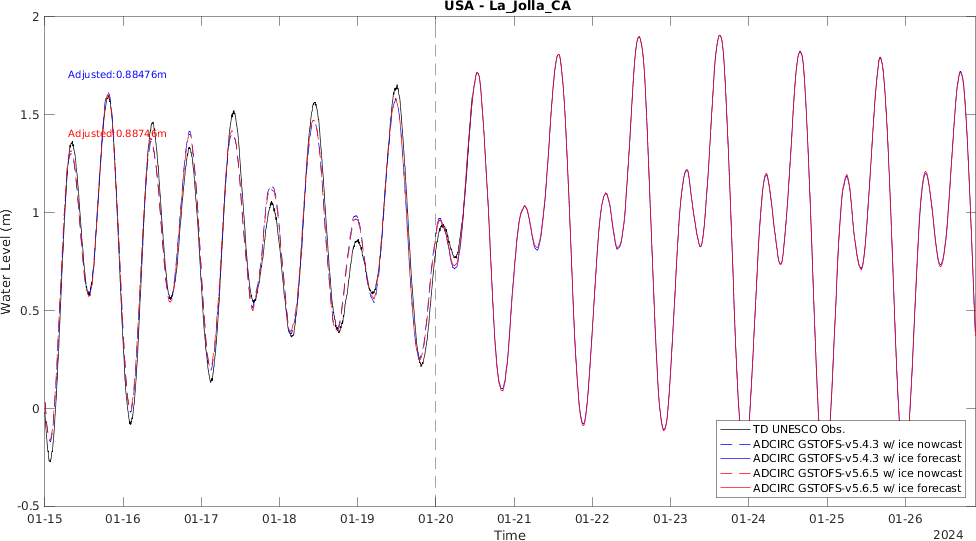 USA - La_Jolla_CA
2
1.5
1
0.5
0
-0.5
Water Level (m)
Adjusted:0.88476m
Adjusted:0.88746m
TD UNESCO Obs.
ADCIRC GSTOFS-v5.4.3 w/ ice nowcast
ADCIRC GSTOFS-v5.4.3 w/ ice forecast
ADCIRC GSTOFS-v5.6.5 w/ ice nowcast
ADCIRC GSTOFS-v5.6.5 w/ ice forecast
01-15 01-16 01-17 01-18 01-19 01-20 01-21 01-22 01-23 01-24 01-25 01-26
Time
2024